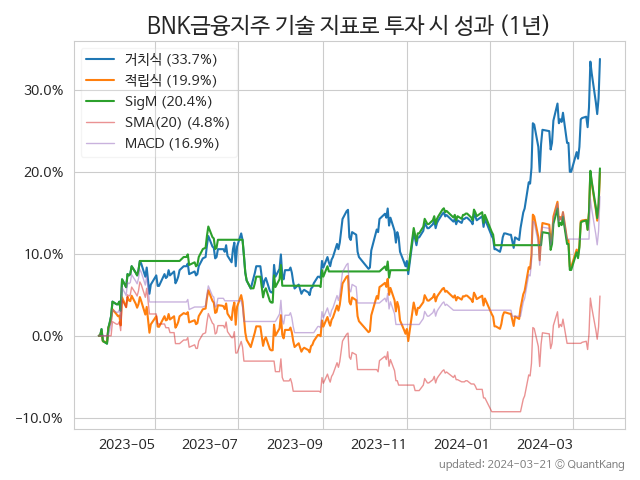 BNK금융지주 기술 지표로 투자 시 성과 (1년)
거치식 (33.7%)
적립식 (19.9%)
SigM (20.4%)
SMA(20) (4.8%)
MACD (16.9%)
30.0%
20.0%
10.0%
0.0%
−10.0%
2023-05 2023-07 2023-09 2023-11 2024-01 2024-03
updated: 2024-03-21 © QuantKang